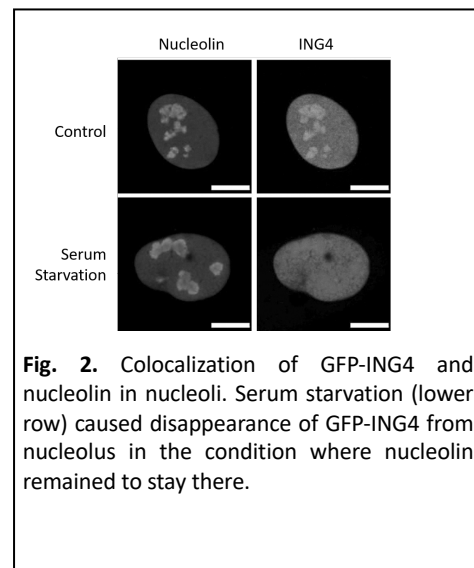 Nucleolin ING4
Control
Serum
Starvation
Fig. 2. Colocalization of GFP-ING4 and
nucleolin in nucleoli. Serum starvation (lower
row) caused disappearance of GFP-ING4 from
nucleolus in the condition where nucleolin
remained to stay there.